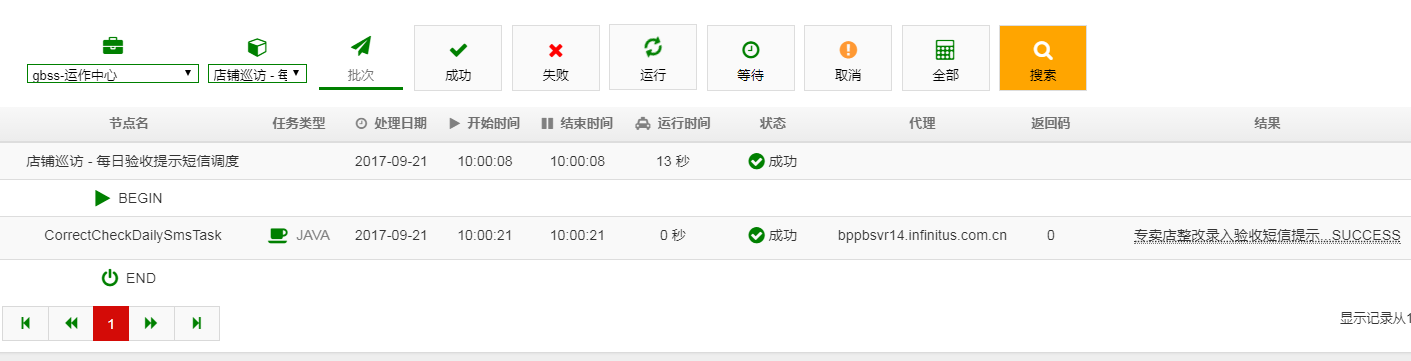 gbss-运作中心 店铺巡访 - 每 批次 成功 失败 运行 等待 取消 全部 搜索
节点名 任务类型 处理日期 开始时间 结束时间 运行时间 状态 代理 返回码 结果
店铺巡访 - 每日验收提示短信调度 2017-09-21 10:00:08 10:00:08 13 秒 成功
BEGIN
CorrectCheckDailySmsTask JAVA 2017-09-21 10:00:21 10:00:21 0 秒 成功 bppbsvr14.infinitus.com.cn 0 专卖店整改录入验收短信提示...SUCCESS
END
1 显示记录从1